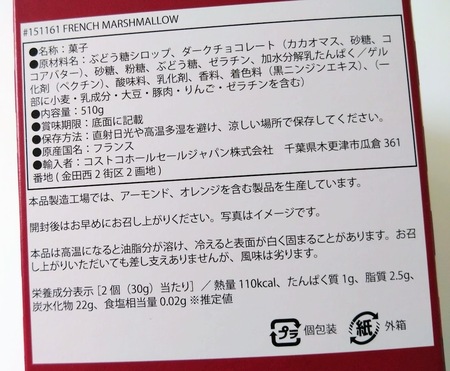 #151161 FRENCH MARSHMALLOW
●名称：菓子
●原材料名：ぶどう糖シロップ、ダークチョコレート（カカオマス、砂糖、コ
コアバター）、砂糖、粉糖、ぶどう糖、ゼラチン、加水分解乳たんぱく／ゲル
化剤（ペクチン）、酸味料、乳化剤、香料、着色料（黒ニンジンエキス）、（一
部に小麦・乳成分・大豆・豚肉・りんご・ゼラチンを含む）
●内容量：510g
●賞味期限：底面に記載
●保存方法：直射日光や高温多湿を避け、涼しい場所で保存してください。
●原産国名：フランス
●輸入者：コストコホールセールジャパン株式会社　千葉県木更津市瓜倉 361
番地 ( 金田西 2 街区 2 画地 )
本品製造工場では、アーモンド、オレンジを含む製品を生産しています。
開封後はお早めにお召し上がりください。写真はイメージです。
本品は高温になると油脂分が溶け、冷えると表面が白く固まることがあります。お召
し上がりいただいても差し支えありませんが、風味は劣ります。
栄養成分表示 [ 2 個（30g）当たり ] ／ 熱量 110kcal、たんぱく質 1g、脂質 2.5g、
炭水化物 22g、食塩相当量 0.02g ※推定値
プラ 個包装 紙 外箱